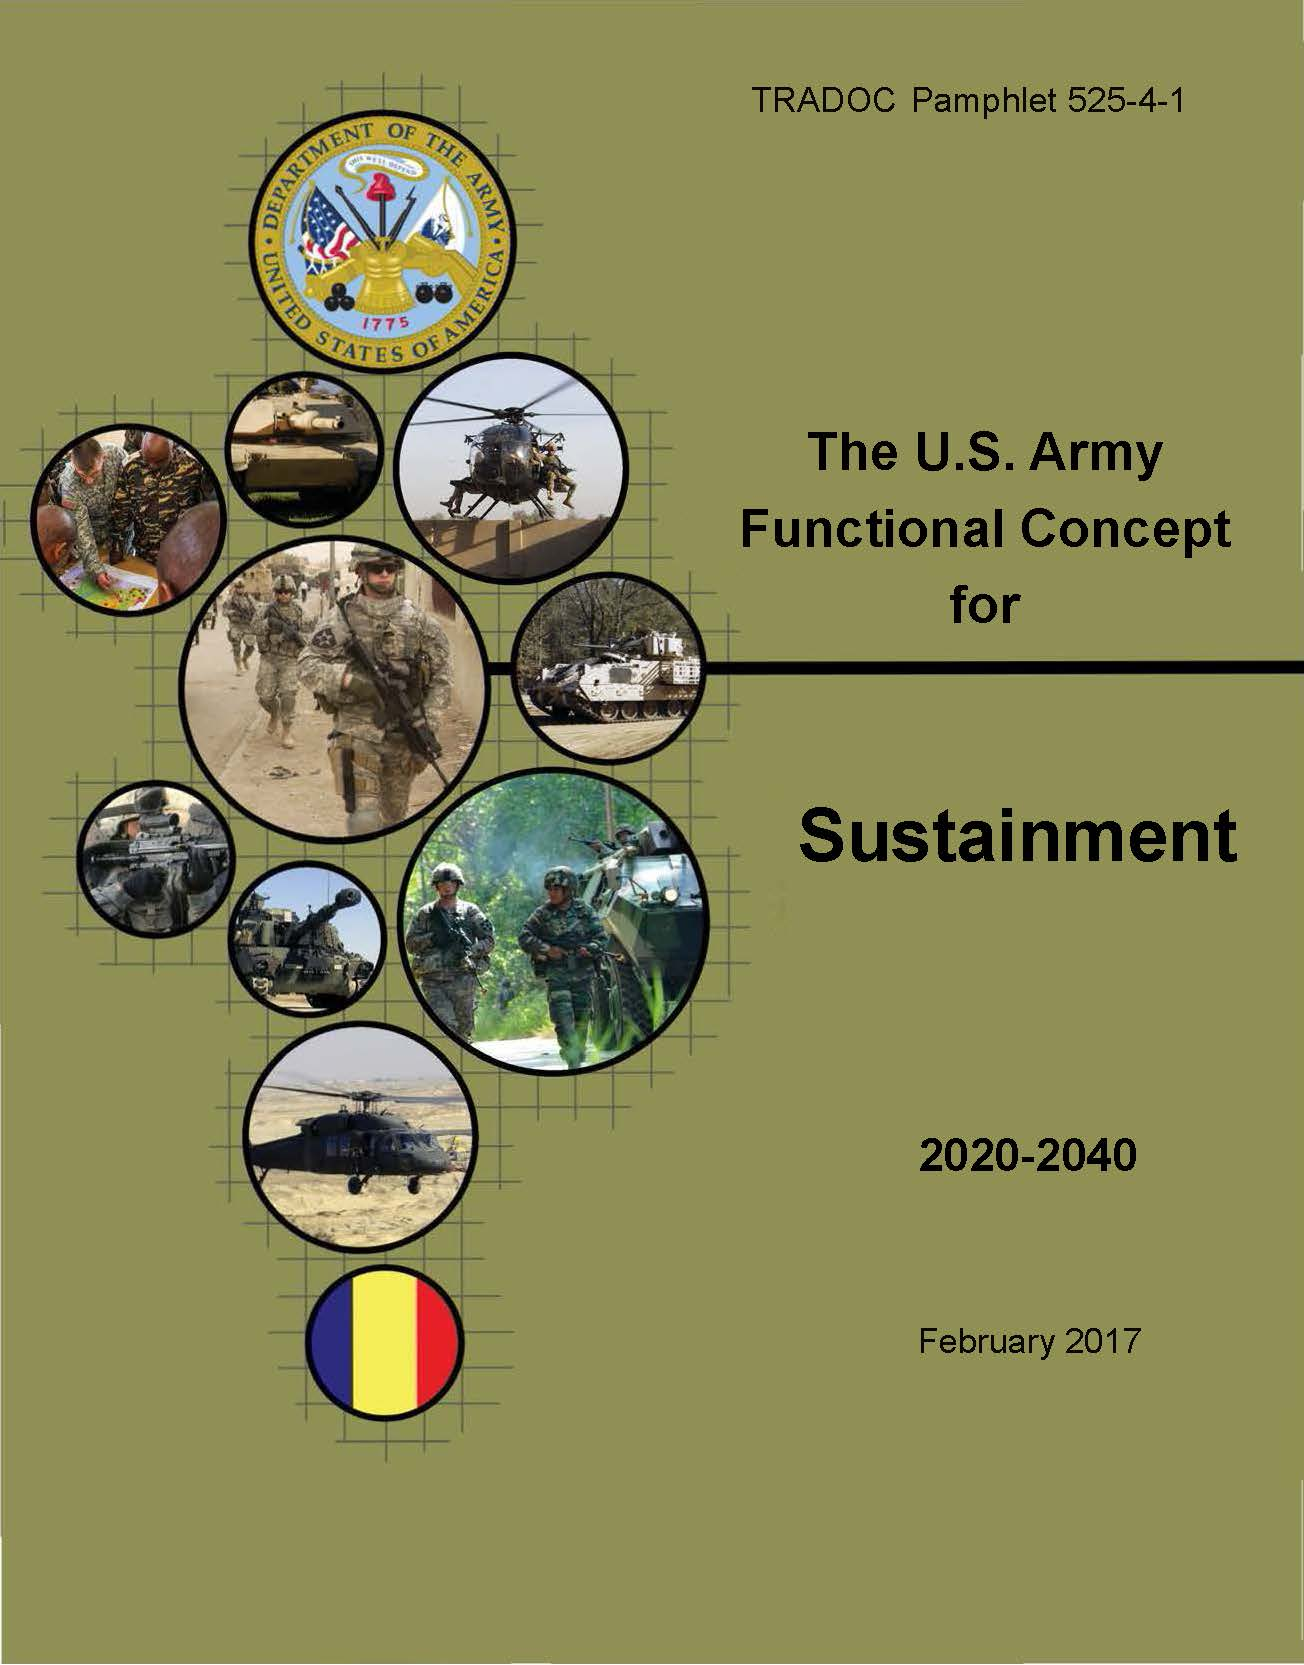 TRADOC Pamphlet 525-4-1
DEPARTMENT OF THE ARMY
THIS WE'LL DEFEND
1775
UNITED STATES OF AMERICA
The U.S. Army
Functional Concept
for
Sustainment
2020-2040
February 2017